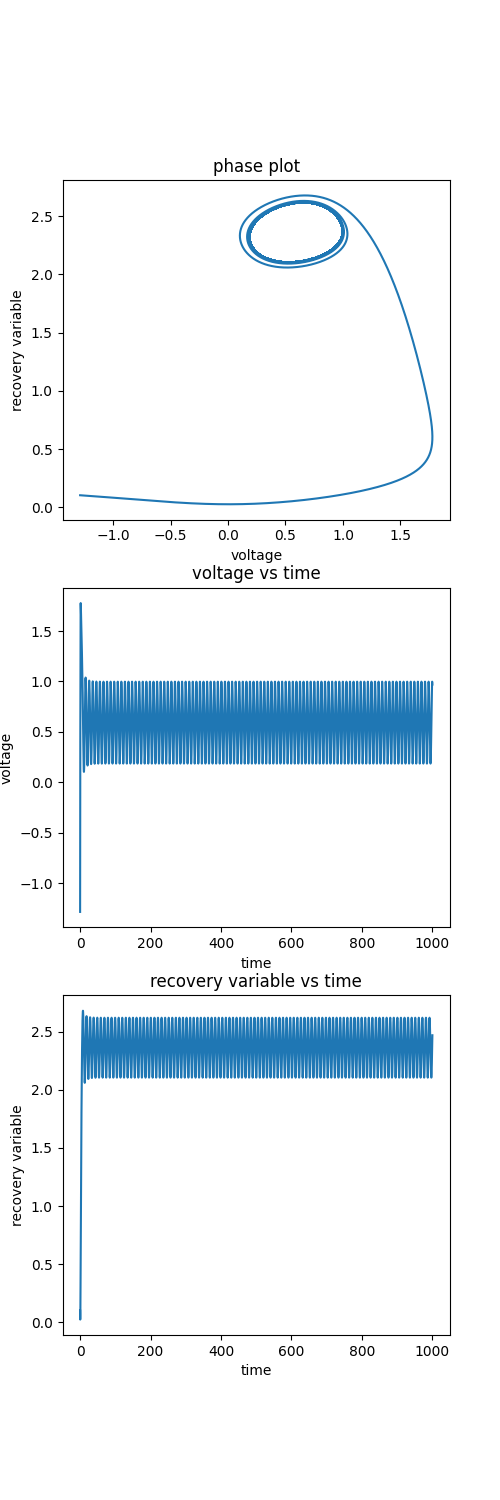 phase plot
2.5
2.0
1.5
1.0
0.5
0.0
recovery variable
−1.0 −0.5 0.0 0.5 1.0 1.5
voltage
voltage vs time
1.5
1.0
0.5
0.0
−0.5
−1.0
voltage
0 200 400 600 800 1000
time
recovery variable vs time
2.5
2.0
1.5
1.0
0.5
0.0
recovery variable
0 200 400 600 800 1000
time